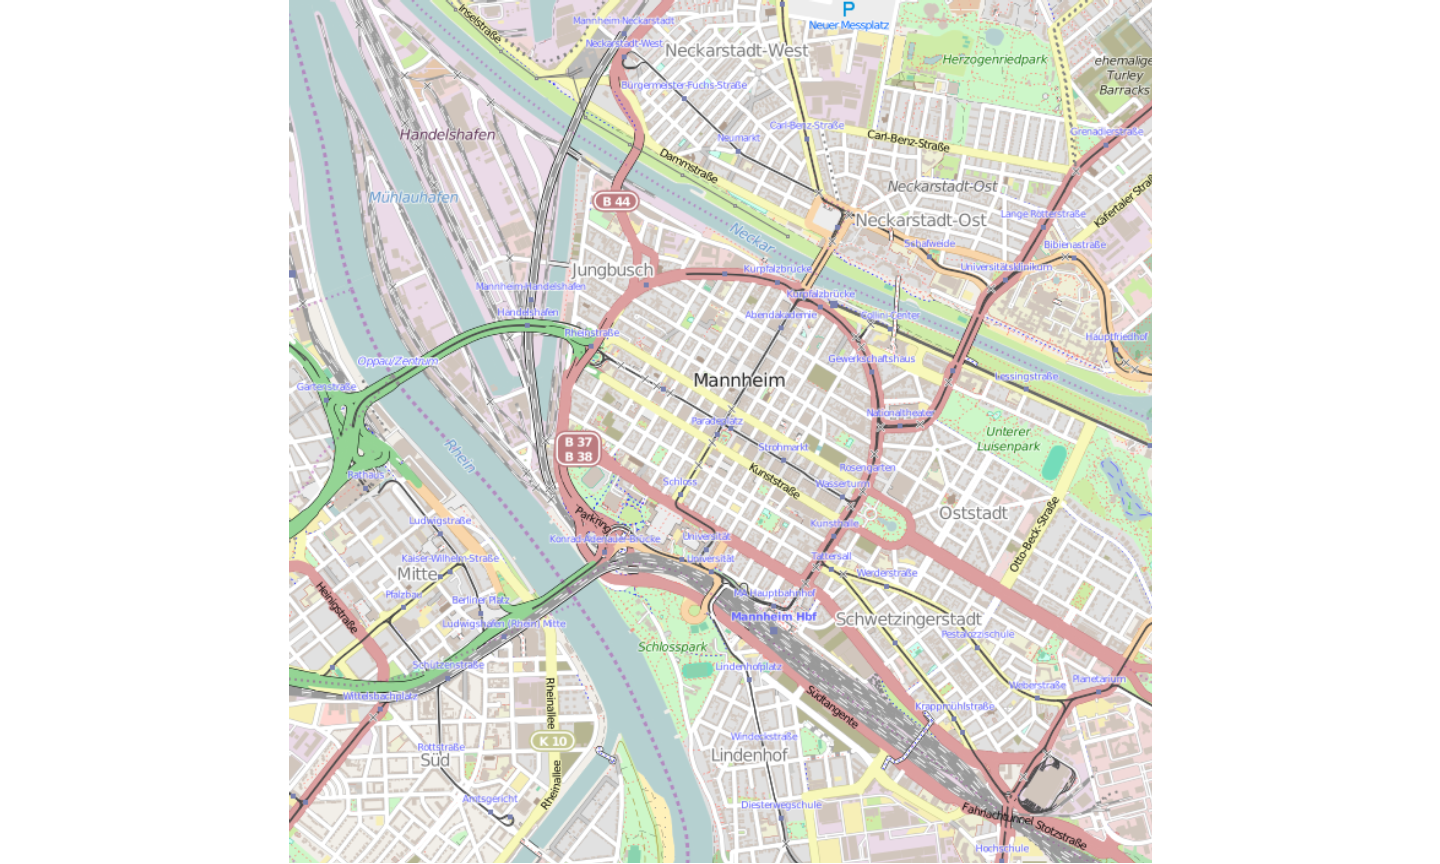 Inselstraße
Mannheim-Neckarstadt
P
Neuer Messplatz
Neckarstadt-West
Neckarstadt-West
Herzogenriedpark
ehemalige
Turley
Barracks
Bürgermeister-Fuchs-Straße
Handelshafen
Neumarkt
Carl-Benz-Straße
Carl-Benz-Straße
Grenadierstraße
Dammstraße
Mühlauhafen
B 44
Neckarstadt-Ost
Käfertaler Straß
Neckarstadt-Ost
Lange Rötterstraße
Neckar
Bibienastraße
Jungbusch
Kurpfalzbrücke
Universitätsklinikum
Mannheim-Handelshafen
Kurpfalzbrücke
Handelshafen
Abendakademie
Collini-Center
Rheinstraße
Hauptfriedhof
Oppau/Zentrum
Gewerkschaftshaus
Gartenstraße
Mannheim
Lessingstraße
Nationaltheater
Paradeplatz
Unterer
Luisenpark
B 37
B 38
Rhein
Strohmarkt
Rosengarten
Rathaus
Schloss
Kunststraße
Wasserturm
Ludwigstraße
Parkring
Kunsthalle
Oststadt
Otto-Beck-Straße
Konrad-Adenauer-Brücke
Universität
Kaiser-Wilhelm-Straße
Universität
Tattersall
Mitte
Werderstraße
Heinigstraße
Pfalzbau
Berliner Platz
MA Hauptbahnhof
Mannheim Hbf
Ludwigshafen (Rhein) Mitte
Schwetzingerstadt
Pestalozzischule
Schlosspark
Schützenstraße
Lindenhofplatz
Wittelsbachplatz
Rheinallee
Südtangente
Weberstraße
Planetarium
Krappmühlstraße
K 10
Windeckstraße
Rottstraße
Süd
Lindenhof
Rheinallee
Amtsgericht
Diesterwegschule
Fahrlachtunnel Stotzstraße
Hochschule